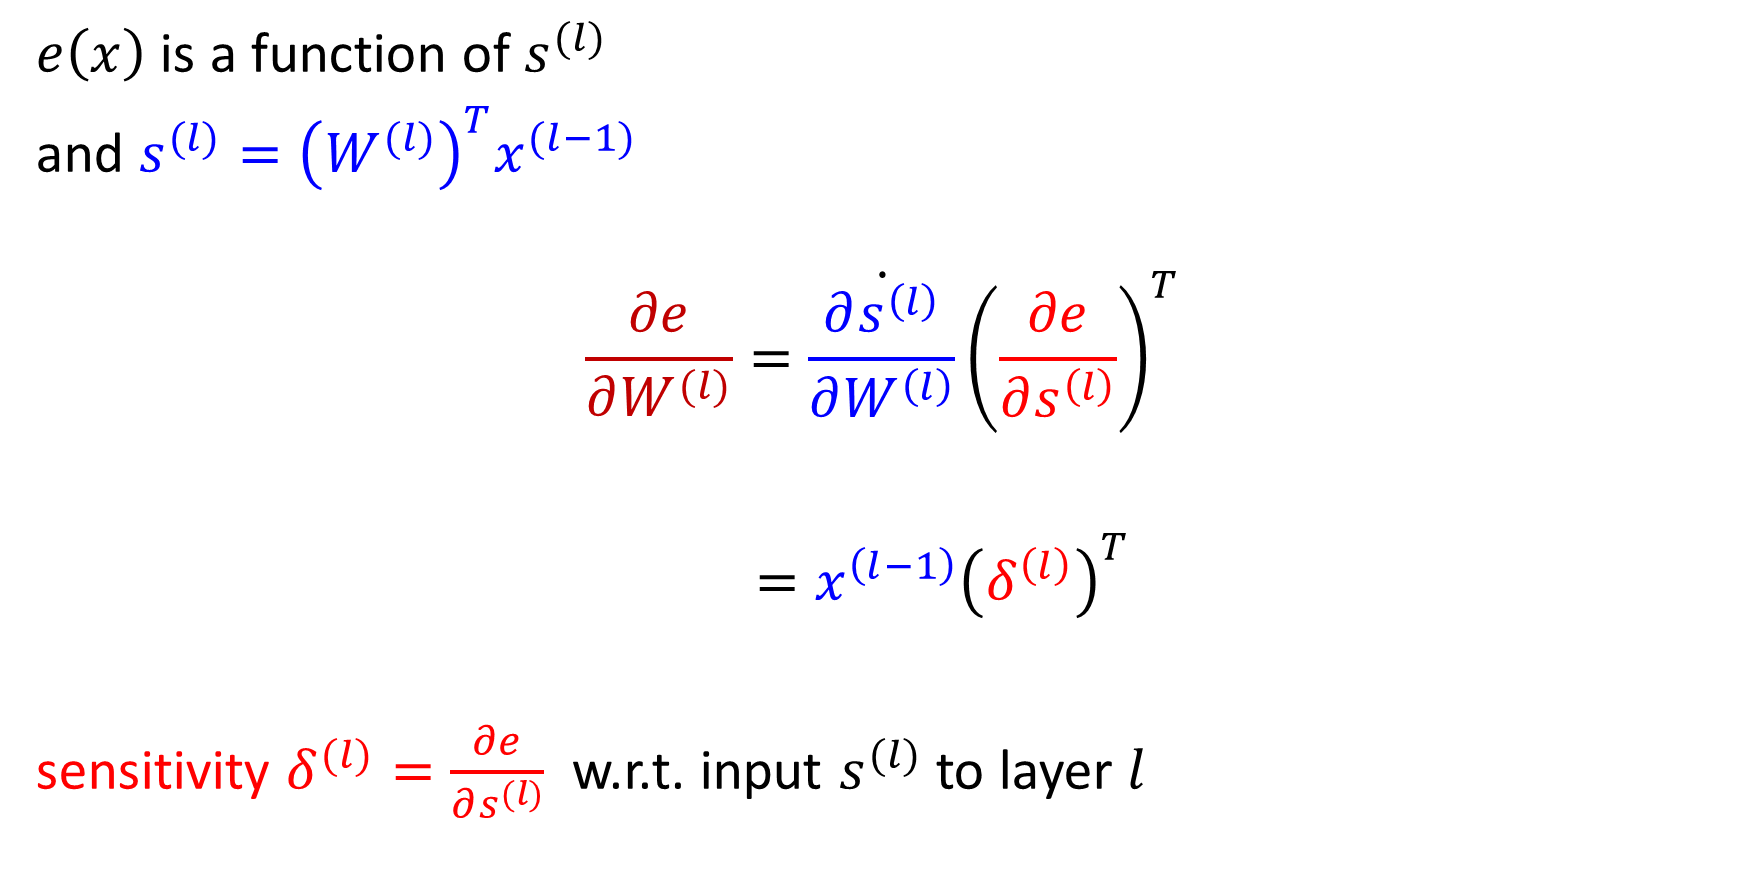 e(x) is a function of s^(l)
and s^(l) = (W^(l))^T x^(l−1)
∂e/∂W^(l) = ∂s^(l)/∂W^(l) (∂e/∂s^(l))^T
= x^(l−1) (δ^(l))^T
sensitivity δ^(l) = ∂e/∂s^(l) w.r.t. input s^(l) to layer l